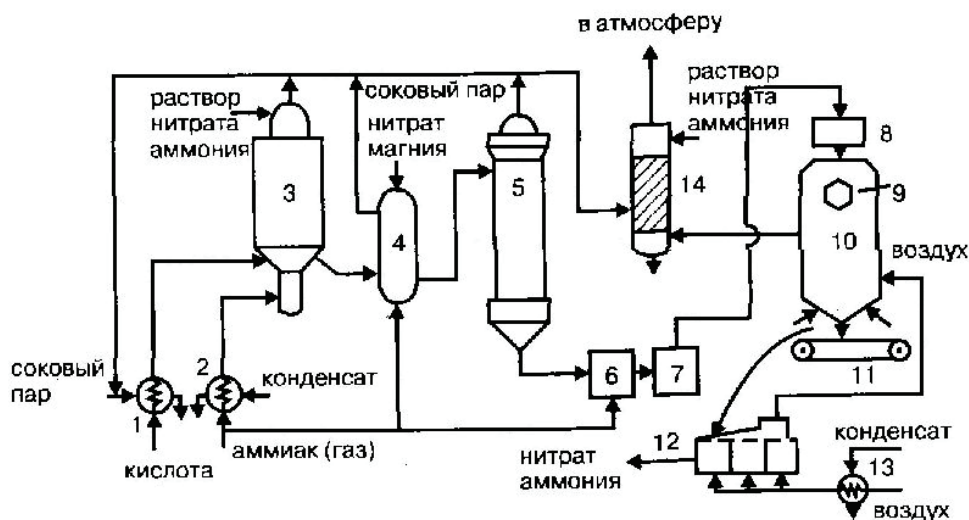 в атмосферу
раствор
нитрата
аммония
соковый пар
нитрат
магния
раствор
нитрата
аммония
3
4
5
14
8
9
10
воздух
соковый
пар
1
2
конденсат
6
7
11
кислота
аммиак (газ)
нитрат
аммония
12
конденсат
13
воздух